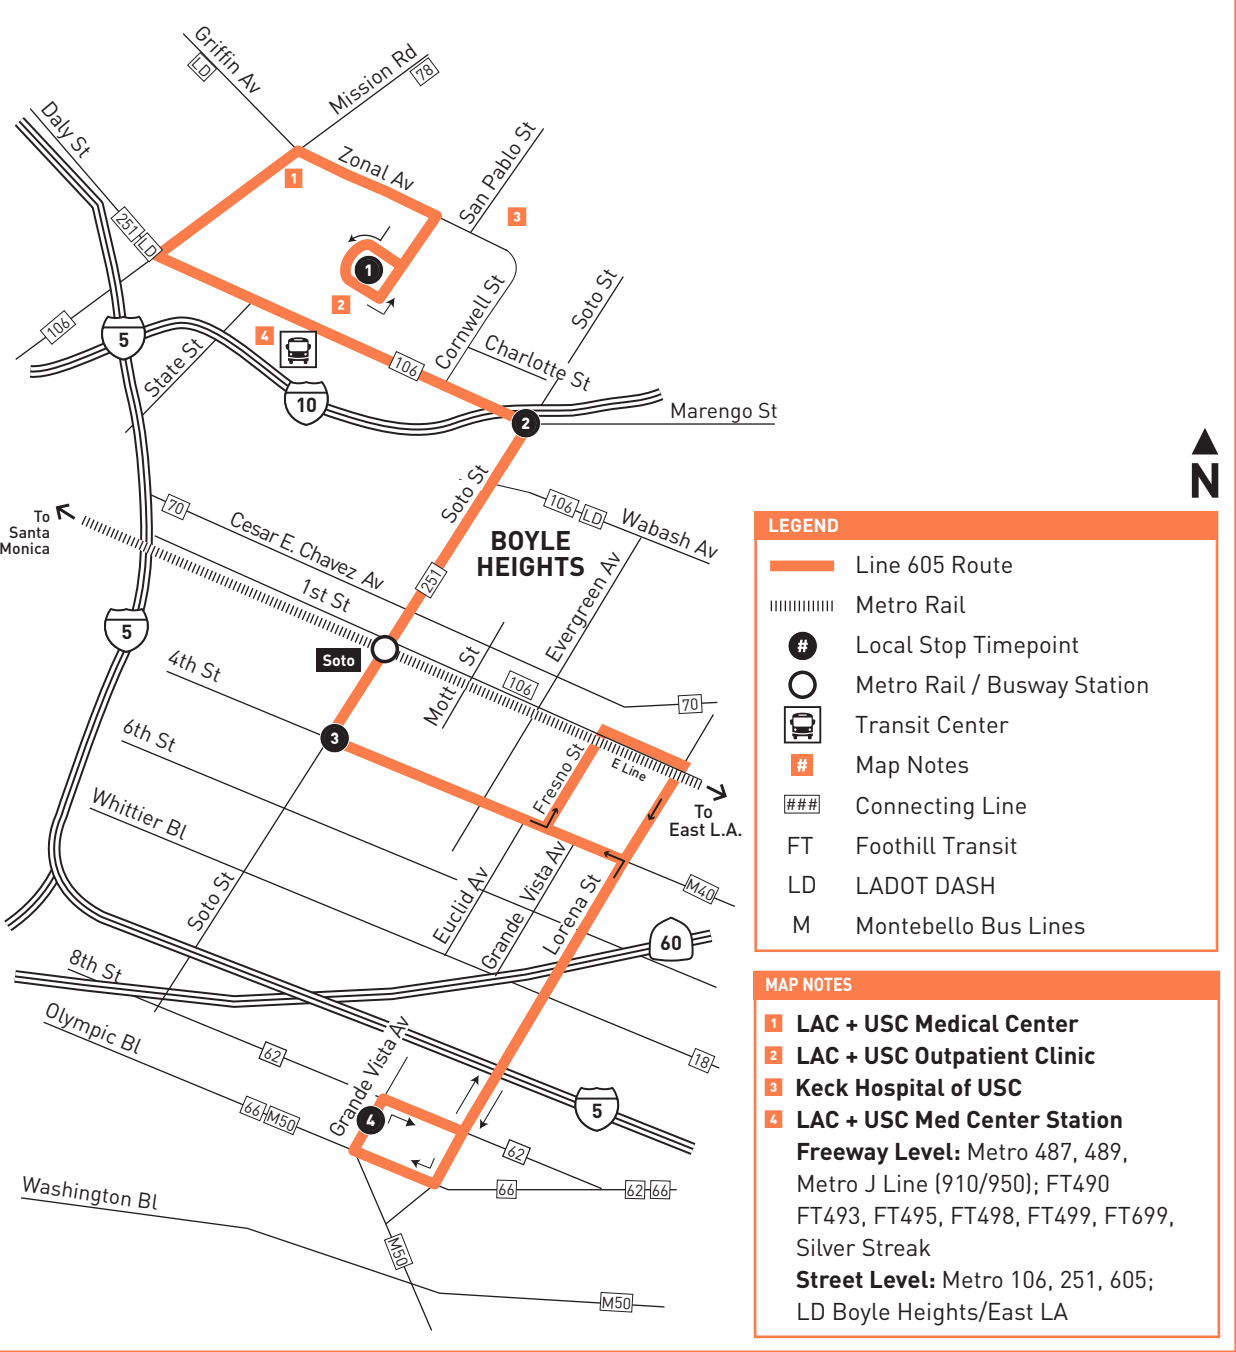 Griffin Av
LD
Mission Rd
78
Daly St
251
LD
Zonal Av
San Pablo St
1
3
1
2
106
5
4
State St
10
106
Cornwell St
Soto St
Charlotte St
2
Marengo St
N
To
Santa
Monica
70
Cesar E. Chavez Av
1st St
Soto St
106
LD
Wabash Av
BOYLE
HEIGHTS
251
Evergreen Av
5
Soto
4th St
Mott St
106
70
3
6th St
Fresno St
E Line
To
East L.A.
Whittier Bl
M40
Soto St
Euclid Av
Grande Vista Av
Lorena St
60
8th St
Olympic Bl
62
18
66
M50
Grande Vista Av
5
4
62
66
62
66
Washington Bl
M50
M50
LEGEND
Line 605 Route
Metro Rail
# Local Stop Timepoint
Metro Rail / Busway Station
Transit Center
# Map Notes
### Connecting Line
FT Foothill Transit
LD LADOT DASH
M Montebello Bus Lines
MAP NOTES
1 LAC + USC Medical Center
2 LAC + USC Outpatient Clinic
3 Keck Hospital of USC
4 LAC + USC Med Center Station
Freeway Level: Metro 487, 489,
Metro J Line (910/950); FT490
FT493, FT495, FT498, FT499, FT699,
Silver Streak
Street Level: Metro 106, 251, 605;
LD Boyle Heights/East LA